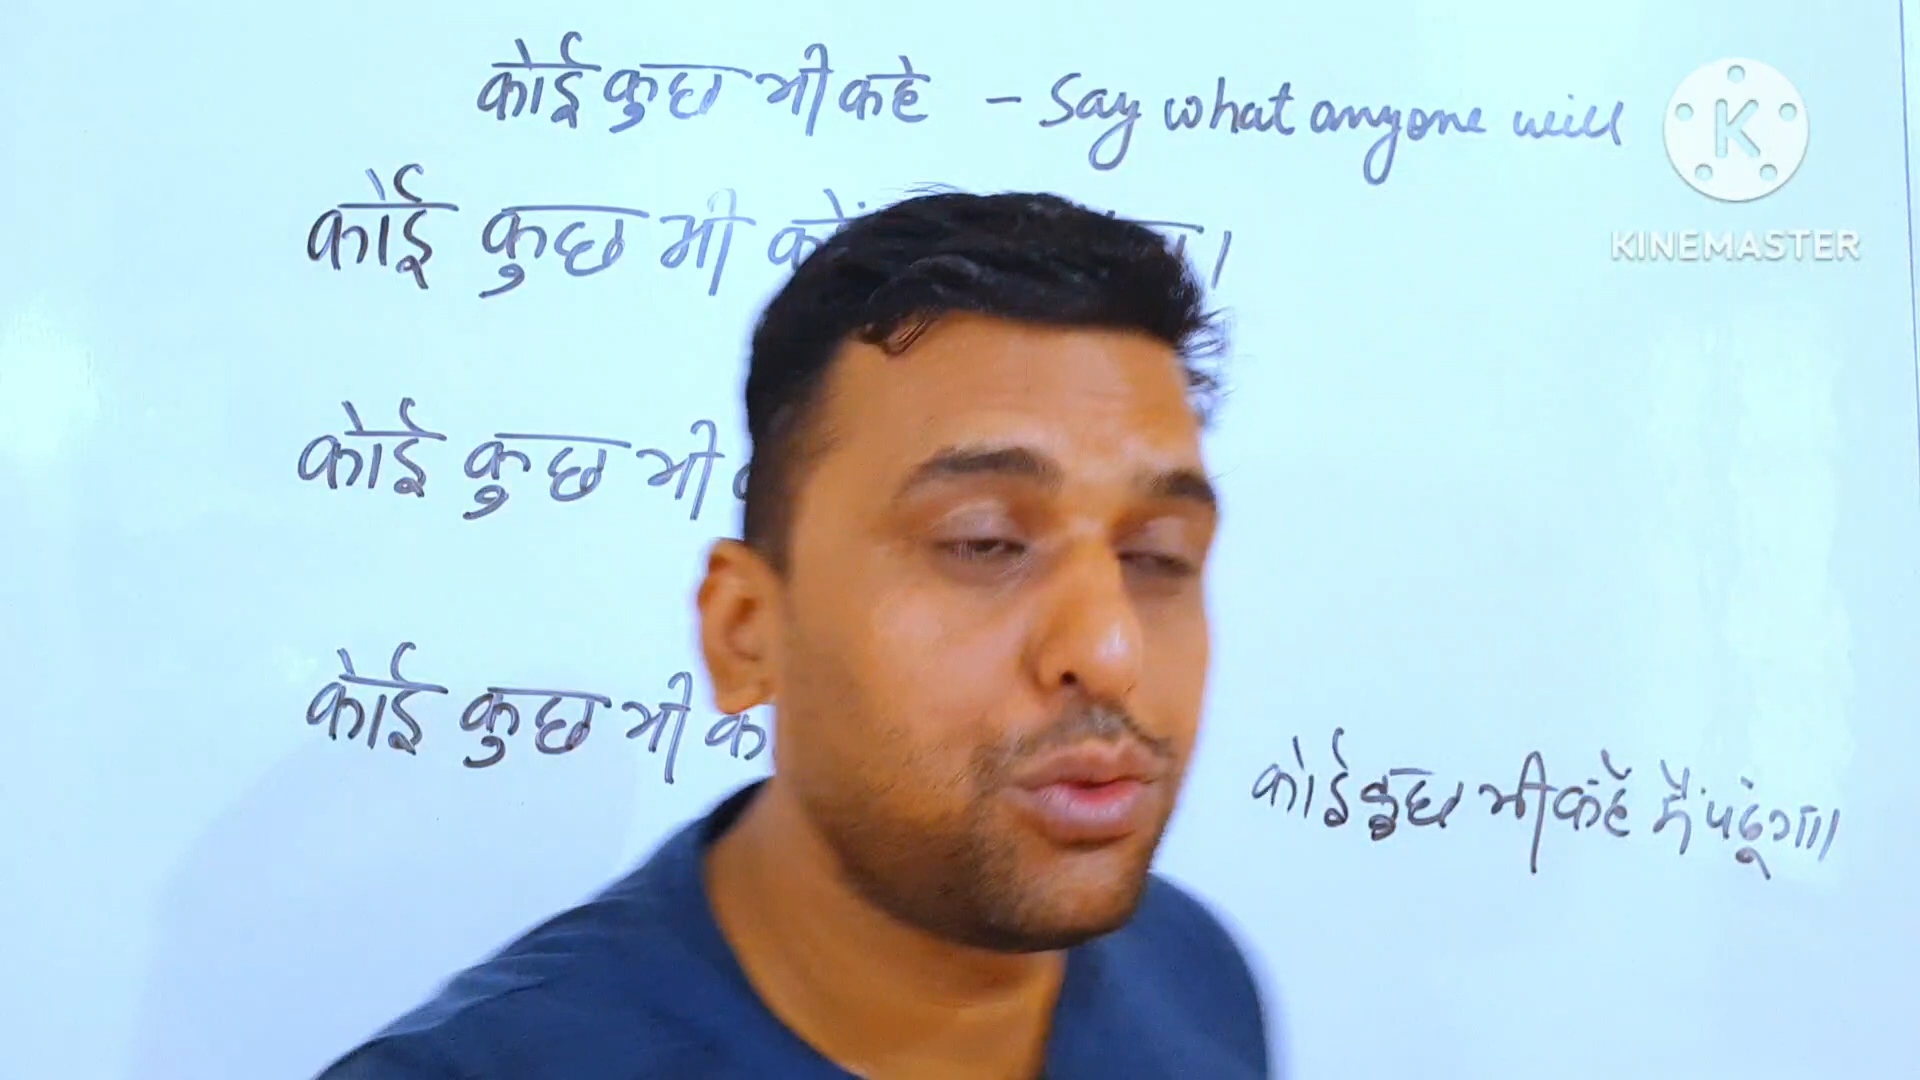 कोई कुछ भी कहे - Say what anyone will
कोई कुछ भी
कोई कुछ भी
कोई कुछ भी
कोई कुछ भी कहे मैं पढूंगा।
K
KINEMASTER